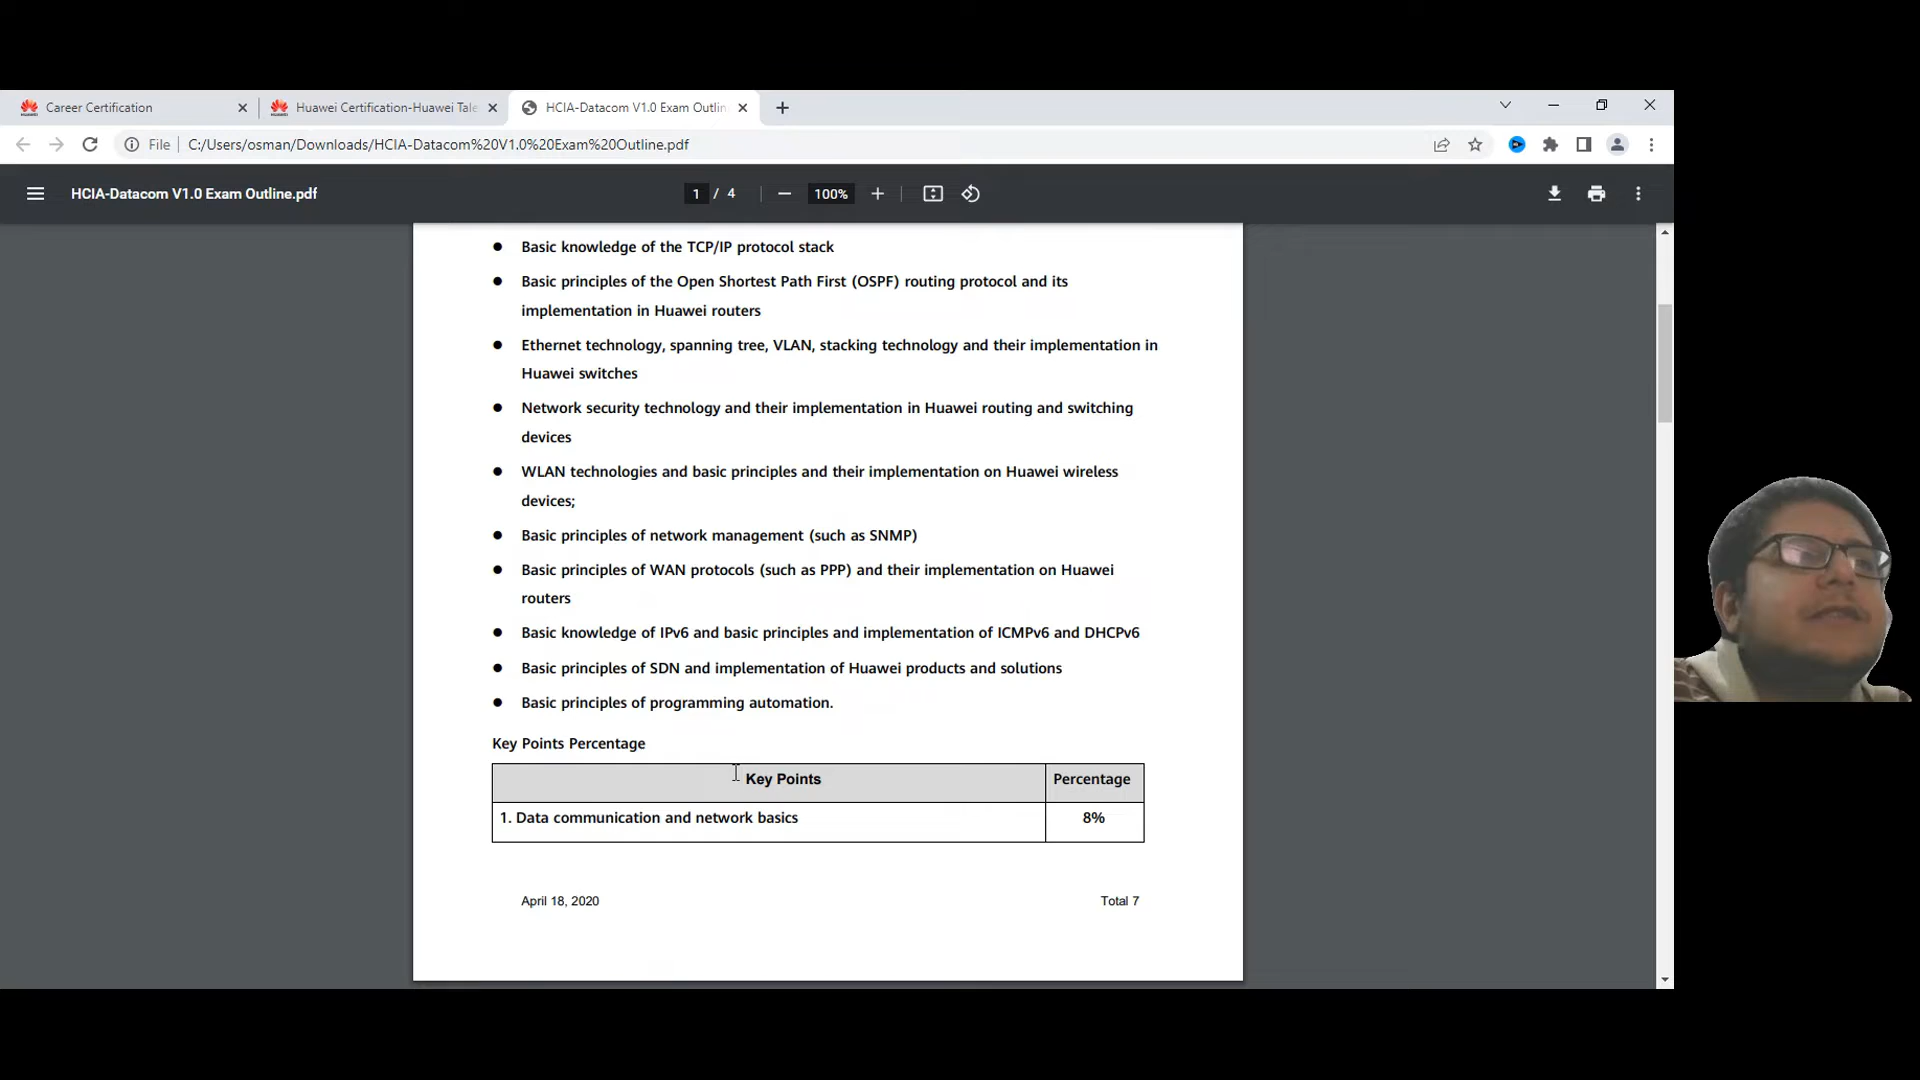 Career Certification
Huawei Certification-Huawei Tale
HCIA-Datacom V1.0 Exam Outlin
File
C:/Users/osman/Downloads/HCIA-Datacom%20V1.0%20Exam%20Outline.pdf
HCIA-Datacom V1.0 Exam Outline.pdf
1 / 4
100%
● Basic knowledge of the TCP/IP protocol stack
● Basic principles of the Open Shortest Path First (OSPF) routing protocol and its
implementation in Huawei routers
● Ethernet technology, spanning tree, VLAN, stacking technology and their implementation in
Huawei switches
● Network security technology and their implementation in Huawei routing and switching
devices
● WLAN technologies and basic principles and their implementation on Huawei wireless
devices;
● Basic principles of network management (such as SNMP)
● Basic principles of WAN protocols (such as PPP) and their implementation on Huawei
routers
● Basic knowledge of IPv6 and basic principles and implementation of ICMPv6 and DHCPv6
● Basic principles of SDN and implementation of Huawei products and solutions
● Basic principles of programming automation.
Key Points Percentage
Key Points Percentage
1. Data communication and network basics 8%
April 18, 2020 Total 7